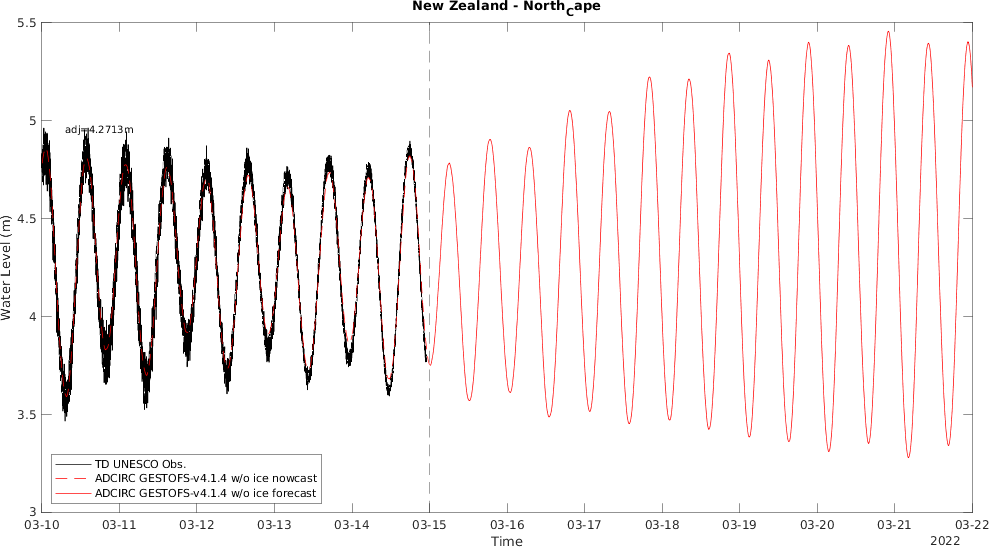 New Zealand - North_Cape
5.5
5
4.5
4
3.5
3
Water Level (m)
adj=4.2713m
TD UNESCO Obs.
ADCIRC GESTOFS-v4.1.4 w/o ice nowcast
ADCIRC GESTOFS-v4.1.4 w/o ice forecast
03-10 03-11 03-12 03-13 03-14 03-15 03-16 03-17 03-18 03-19 03-20 03-21 03-22
Time
2022